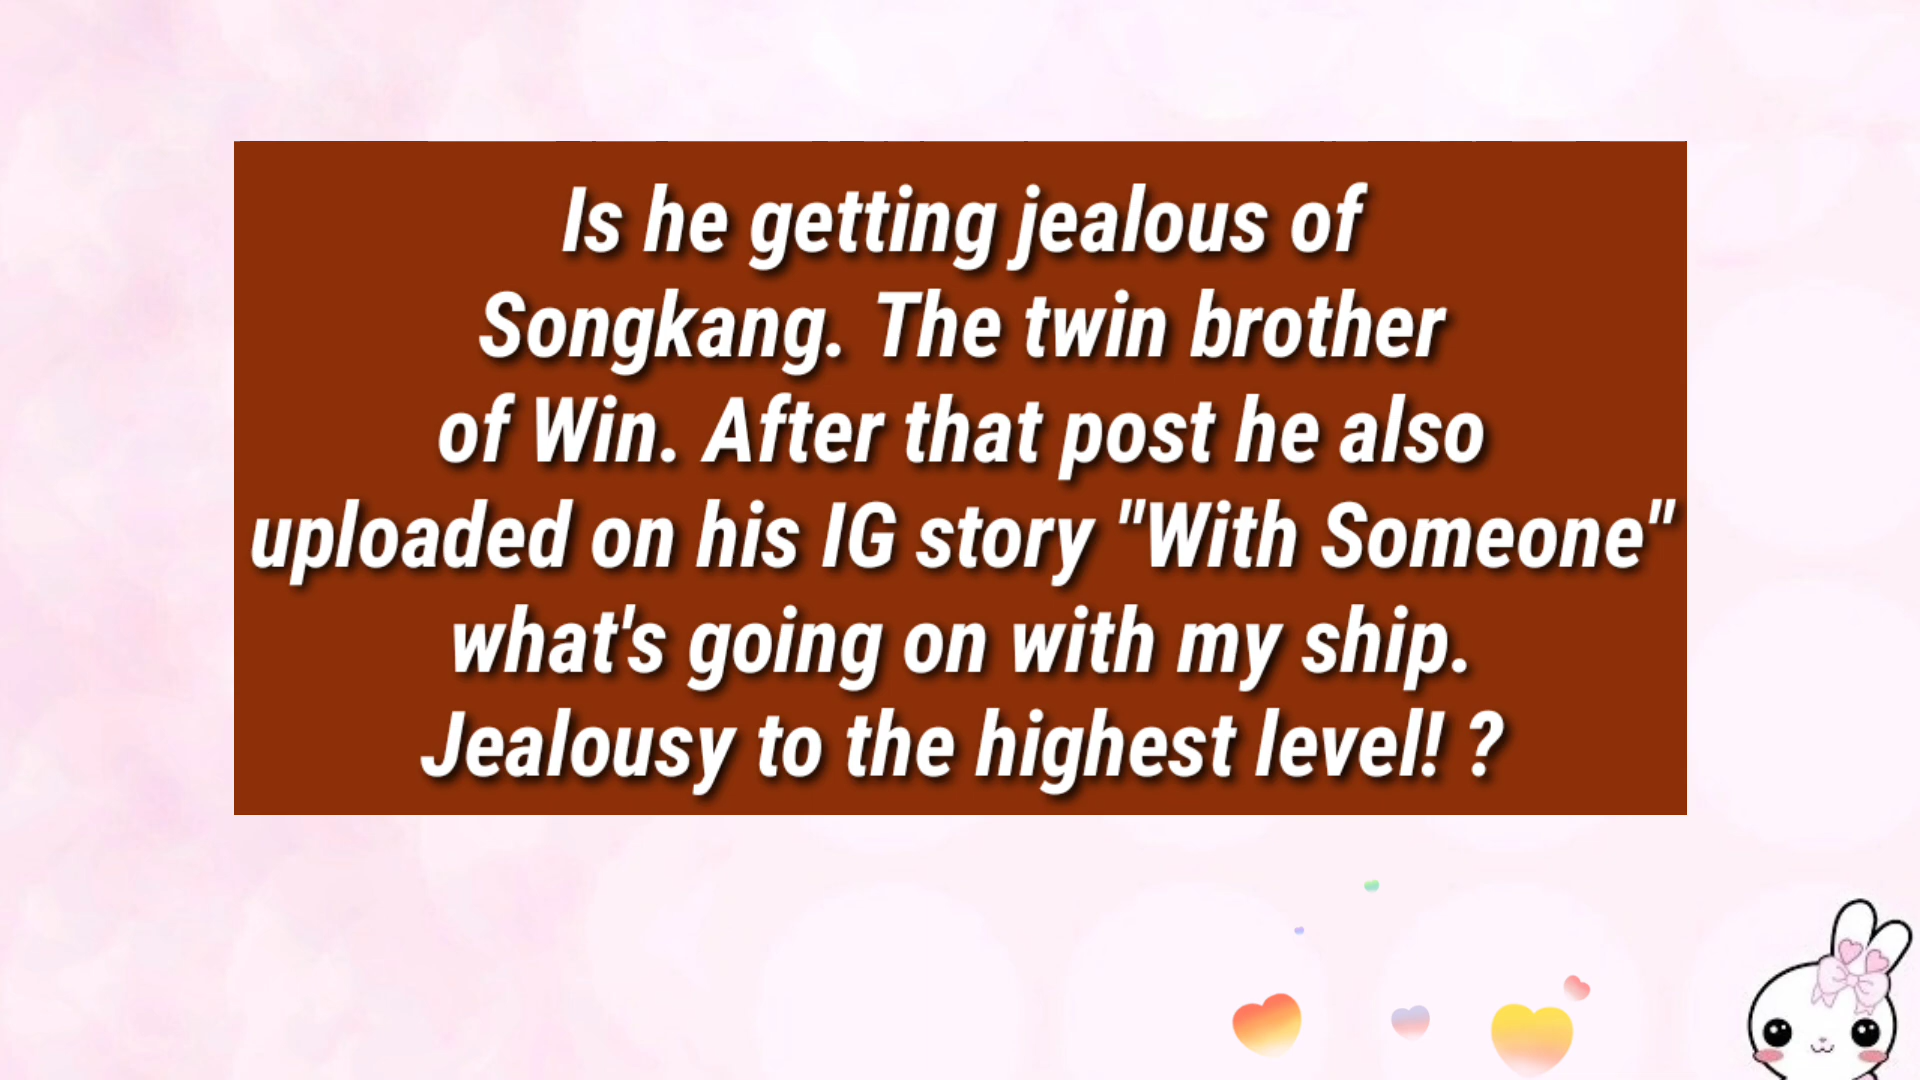 Is he getting jealous of
Songkang. The twin brother
of Win. After that post he also
uploaded on his IG story "With Someone"
what's going on with my ship.
Jealousy to the highest level! ?